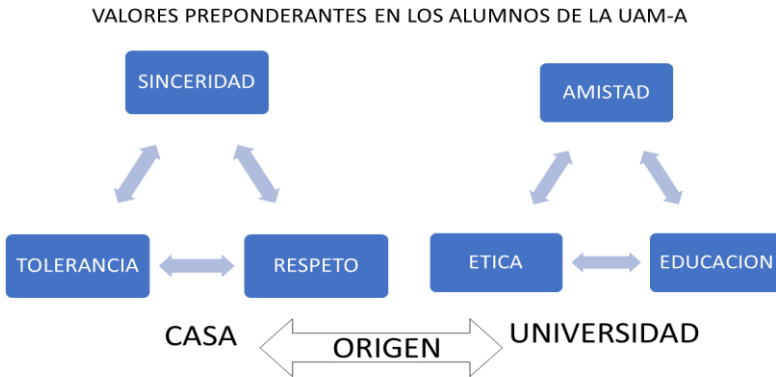 VALORES PREPONDERANTES EN LOS ALUMNOS DE LA UAM-A
SINCERIDAD
AMISTAD
TOLERANCIA
RESPETO
ETICA
EDUCACION
CASA
ORIGEN
UNIVERSIDAD